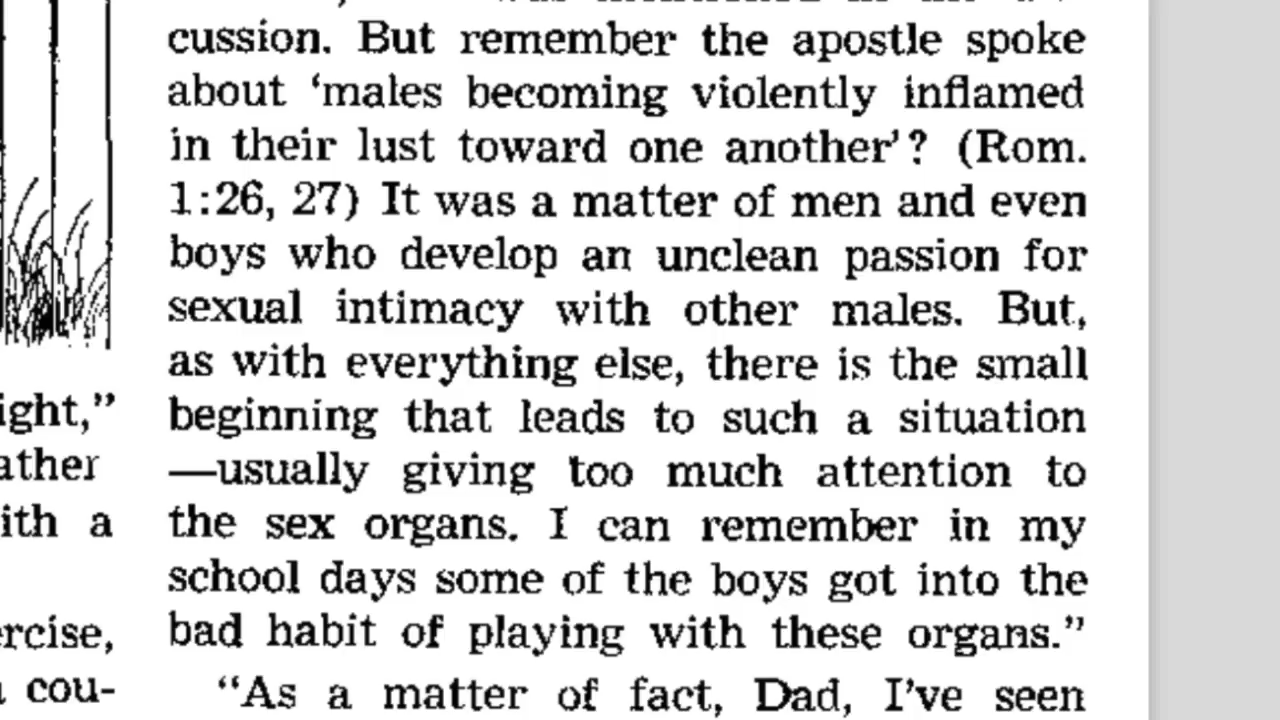 ight,"
ather
ith a
ercise,
cou-
cussion. But remember the apostle spoke
about 'males becoming violently inflamed
in their lust toward one another'? (Rom.
1:26, 27) It was a matter of men and even
boys who develop an unclean passion for
sexual intimacy with other males. But,
as with everything else, there is the small
beginning that leads to such a situation
—usually giving too much attention to
the sex organs. I can remember in my
school days some of the boys got into the
bad habit of playing with these organs."
"As a matter of fact, Dad, I've seen